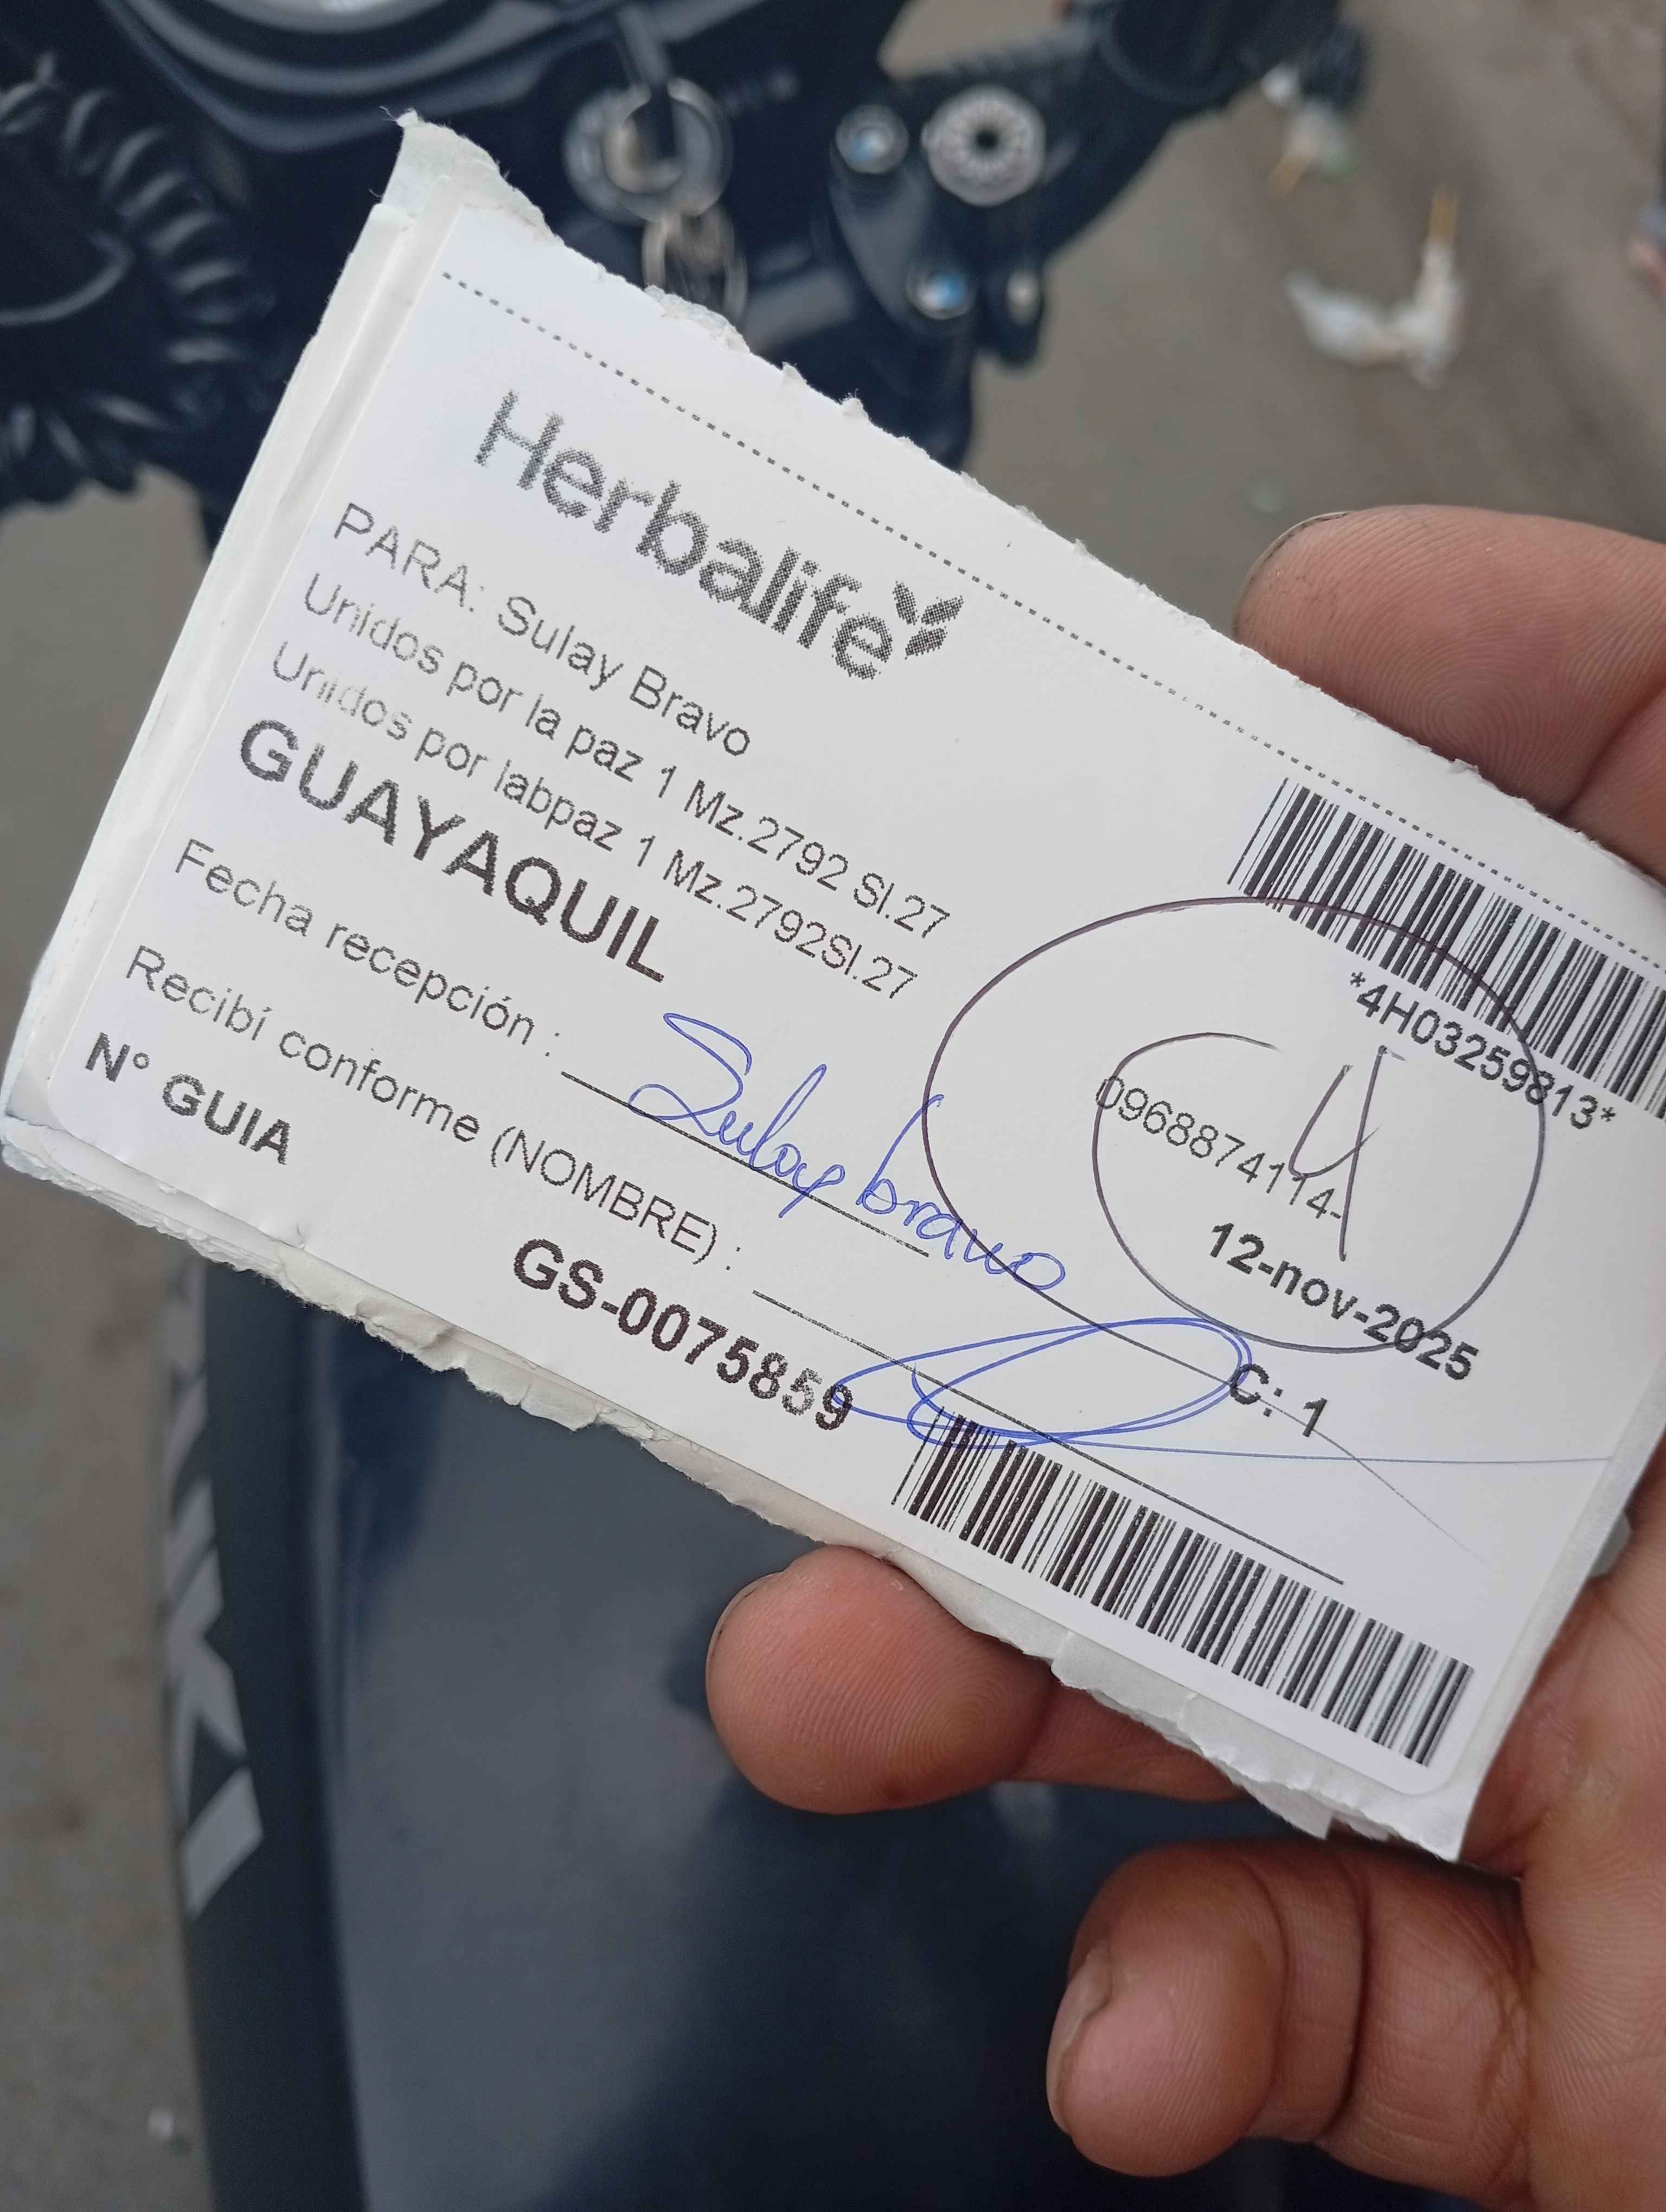 Herbalife
PARA: Sulay Bravo
Unidos por la paz 1 Mz.2792 Sl.27
Unidos por labpaz 1 Mz.2792Sl.27
GUAYAQUIL
*4H03259813*
0968874114-
4
12-nov-2025
C: 1
Fecha recepción :
Sulay bravo
Recibí conforme (NOMBRE) :
N° GUIA
GS-0075859